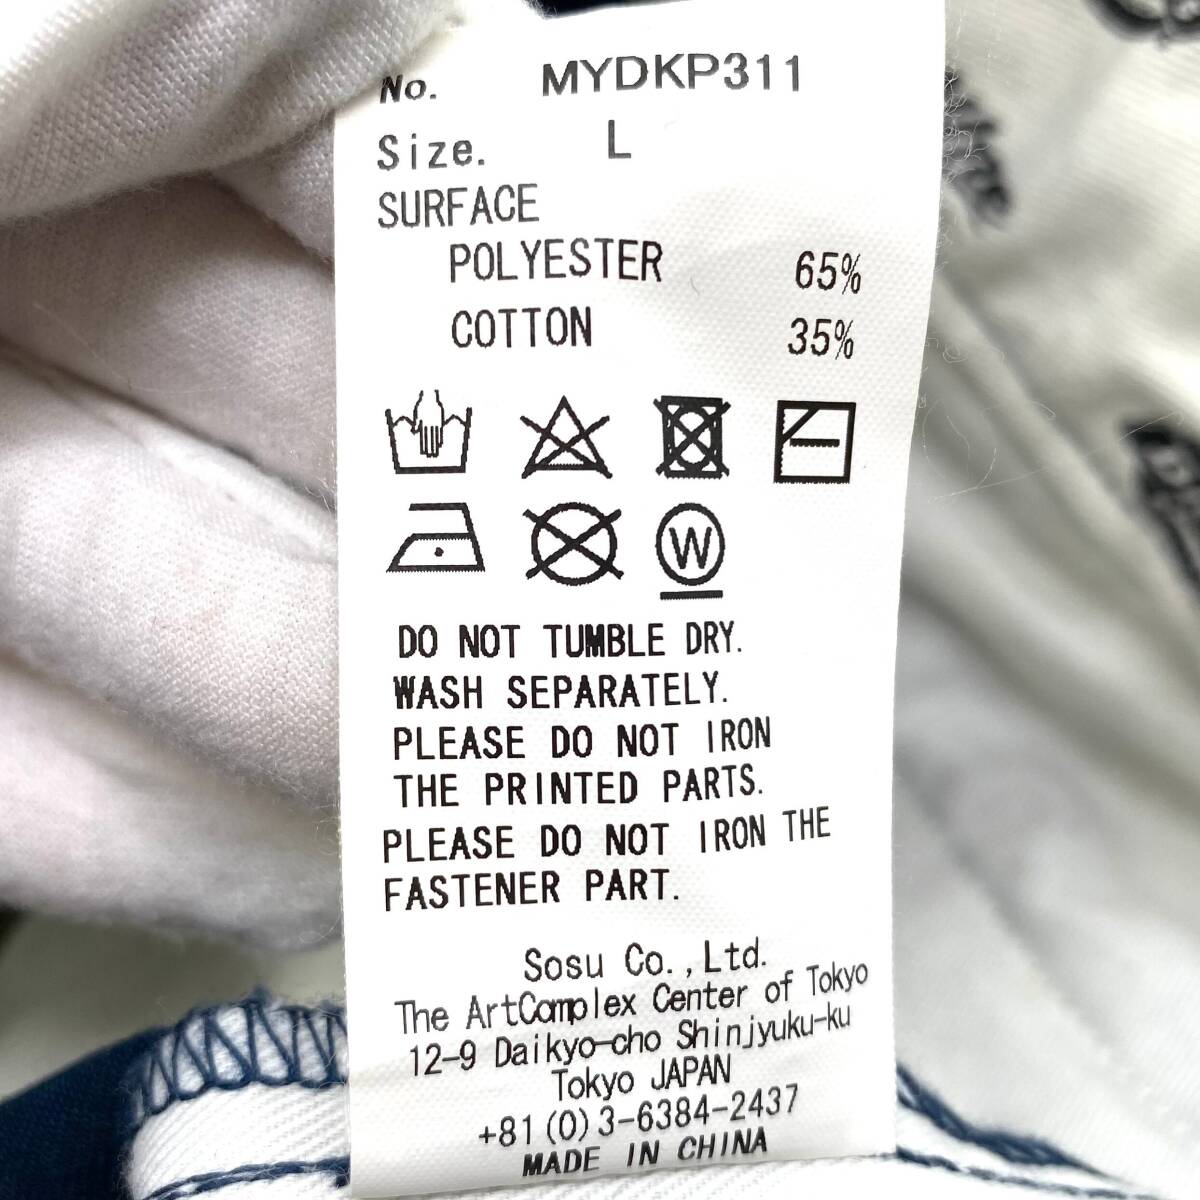 No. MYDKP311
Size. L
SURFACE
POLYESTER 65%
COTTON 35%
W
DO NOT TUMBLE DRY.
WASH SEPARATELY.
PLEASE DO NOT IRON
THE PRINTED PARTS.
PLEASE DO NOT IRON THE
FASTENER PART.
Sosu Co.,Ltd.
The ArtComplex Center of Tokyo
12-9 Daikyo-cho Shinjyuku-ku
Tokyo JAPAN
+81(0)3-6384-2437
MADE IN CHINA